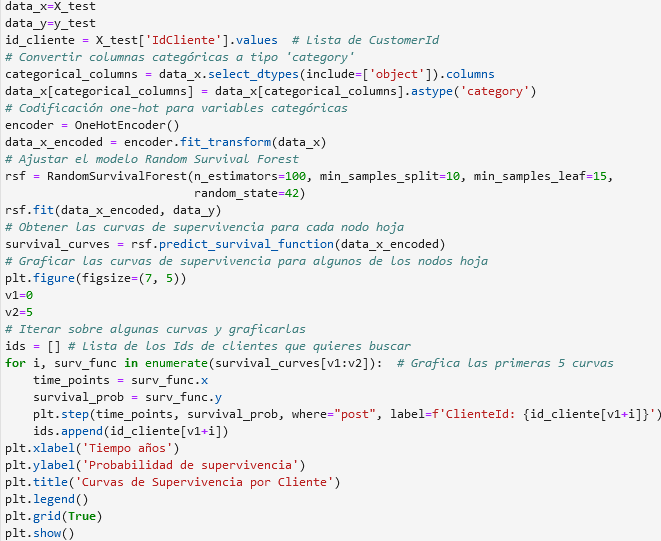 data_x=X_test
data_y=y_test
id_cliente = X_test['IdCliente'].values  # Lista de CustomerId
# Convertir columnas categóricas a tipo 'category'
categorical_columns = data_x.select_dtypes(include=['object']).columns
data_x[categorical_columns] = data_x[categorical_columns].astype('category')
# Codificación one-hot para variables categóricas
encoder = OneHotEncoder()
data_x_encoded = encoder.fit_transform(data_x)
# Ajustar el modelo Random Survival Forest
rsf = RandomSurvivalForest(n_estimators=100, min_samples_split=10, min_samples_leaf=15,
                          random_state=42)
rsf.fit(data_x_encoded, data_y)
# Obtener las curvas de supervivencia para cada nodo hoja
survival_curves = rsf.predict_survival_function(data_x_encoded)
# Graficar las curvas de supervivencia para algunos de los nodos hoja
plt.figure(figsize=(7, 5))
v1=0
v2=5
# Iterar sobre algunas curvas y graficarlas
ids = [] # Lista de los Ids de clientes que quieres buscar
for i, surv_func in enumerate(survival_curves[v1:v2]):  # Grafica las primeras 5 curvas
    time_points = surv_func.x
    survival_prob = surv_func.y
    plt.step(time_points, survival_prob, where="post", label=f'ClienteId: {id_cliente[v1+i]}')
    ids.append(id_cliente[v1+i])
plt.xlabel('Tiempo años')
plt.ylabel('Probabilidad de supervivencia')
plt.title('Curvas de Supervivencia por Cliente')
plt.legend()
plt.grid(True)
plt.show()